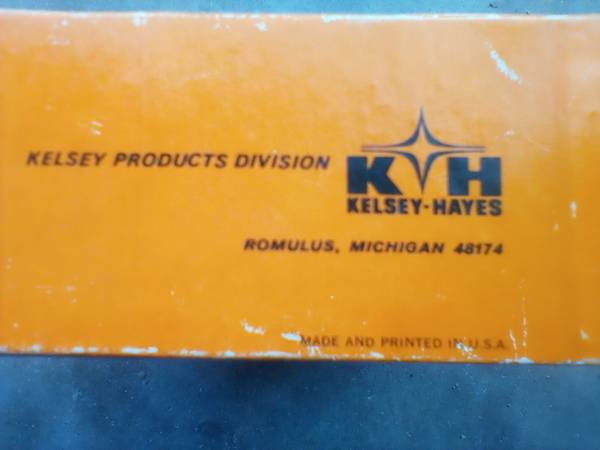 KELSEY PRODUCTS DIVISION
KH
KELSEY-HAYES
ROMULUS, MICHIGAN 48174
MADE AND PRINTED IN U.S.A.